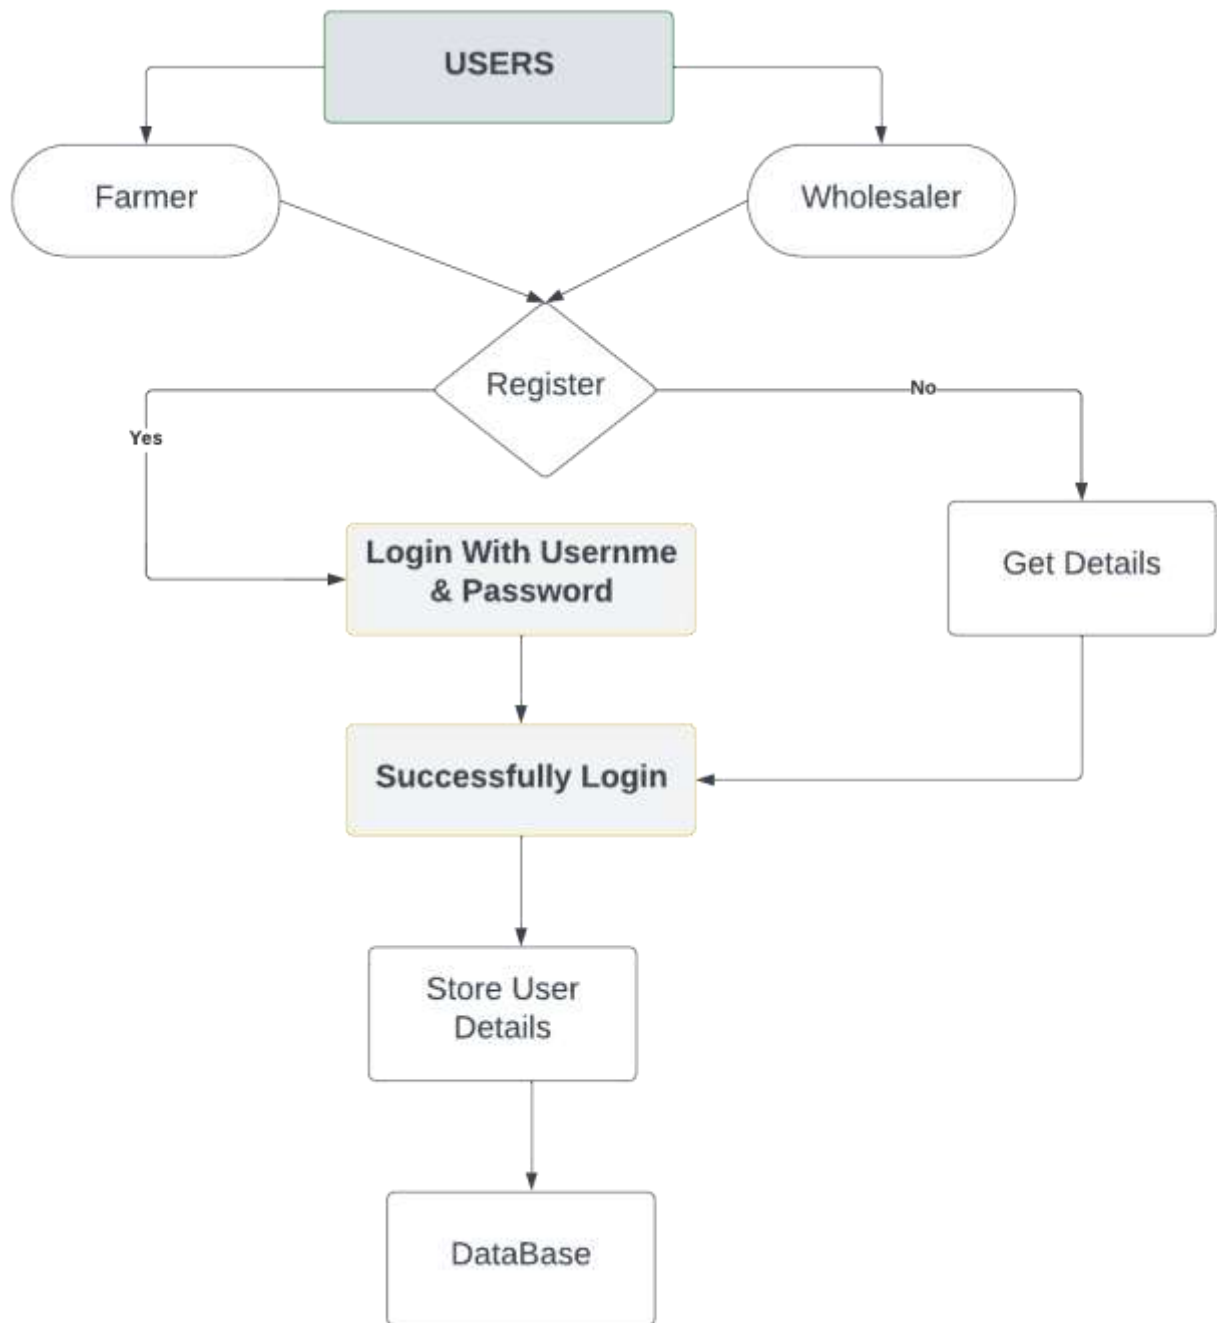 USERS
Farmer
Wholesaler
Register
No
Yes
Login With Usernme
& Password
Get Details
Successfully Login
Store User
Details
DataBase